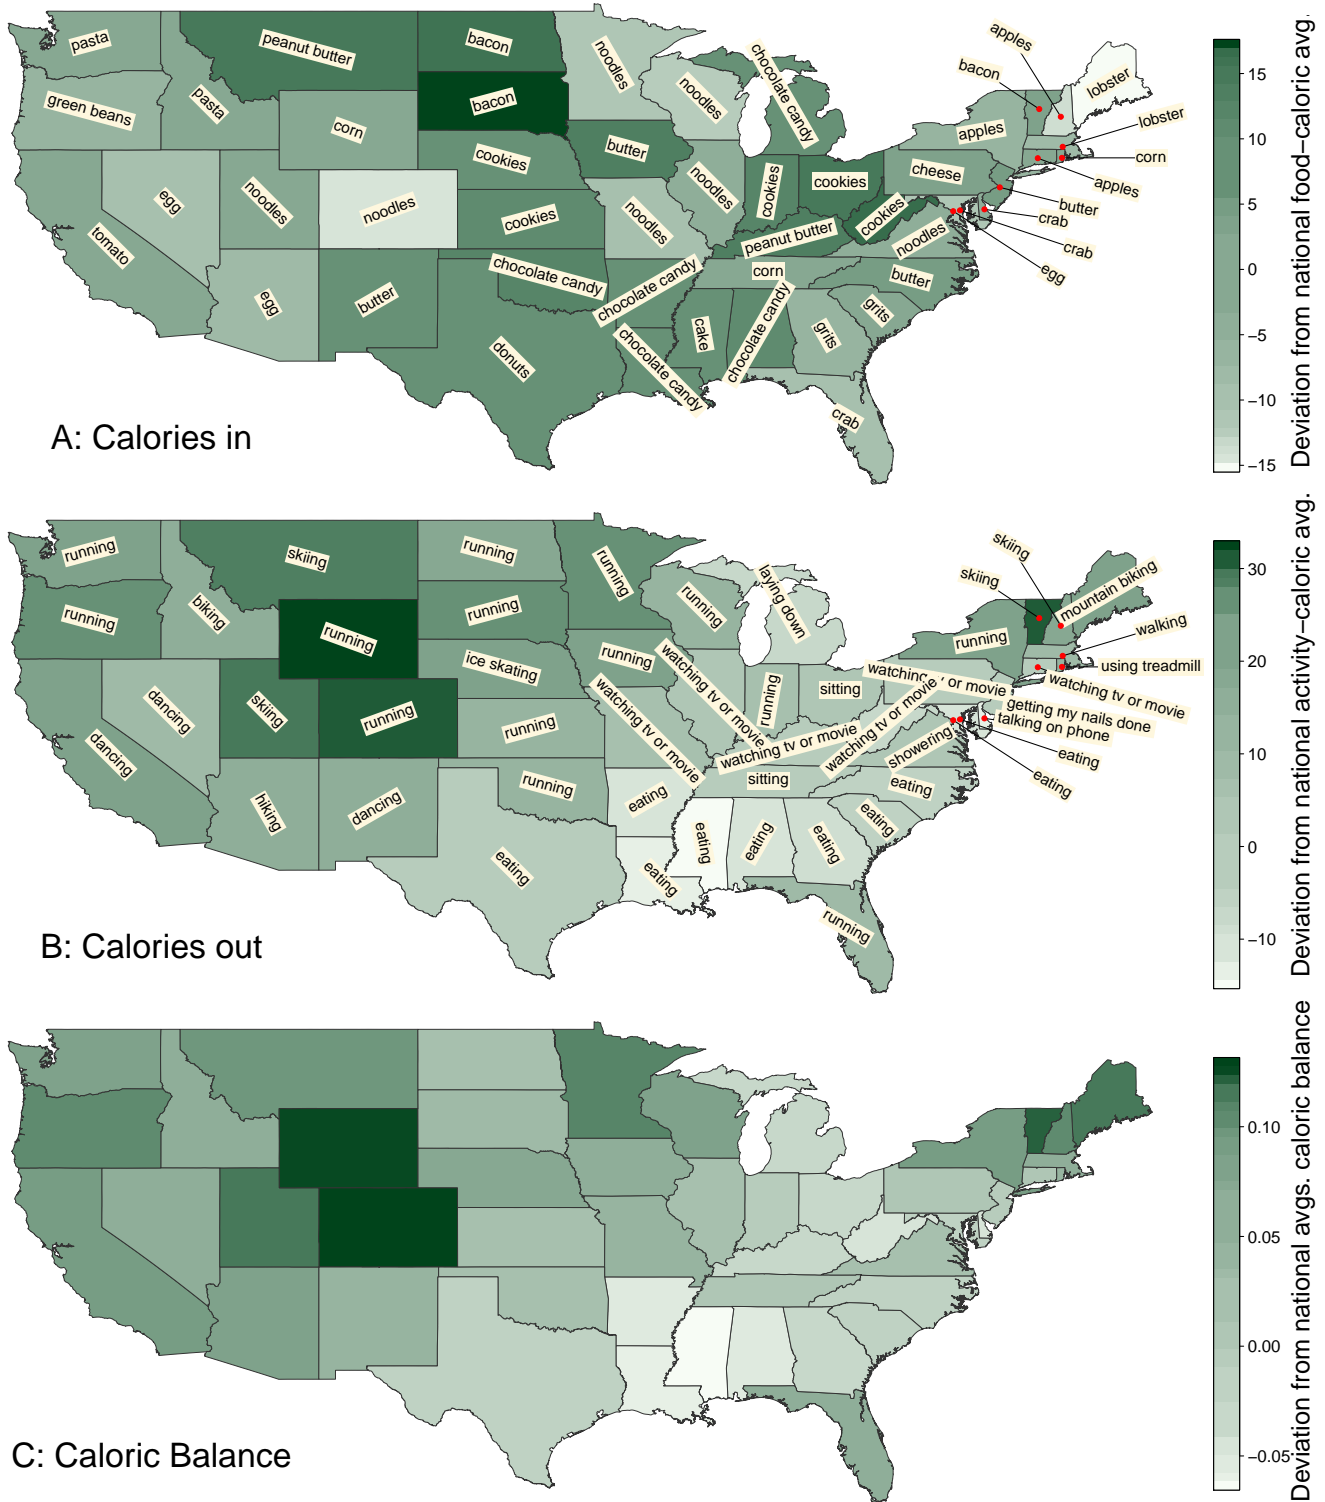 pasta
peanut butter
bacon
noodles
chocolate candy
apples
bacon
lobster
green beans
pasta
corn
bacon
noodles
apples
lobster
cookies
butter
cheese
corn
egg
noodles
noodles
cookies
noodles
noodles
cookies
cookies
cookies
apples
butter
tomato
peanut butter
noodles
crab
crab
egg
egg
butter
chocolate candy
chocolate candy
corn
butter
donuts
cake
chocolate candy
grits
grits
chocolate candy
crab
A: Calories in
15
10
5
0
−5
−10
−15
Deviation from national food−caloric avg.
running
skiing
running
running
laying down
skiing
skiing
mountain biking
running
biking
running
running
running
running
walking
ice skating
running
watching tv or movie
watching tv or movie
using treadmill
dancing
skiing
running
running
watching tv or movie
running
sitting
watching tv or movie
watching tv or movie
getting my nails done
talking on phone
dancing
watching tv or movie
showering
eating
eating
hiking
dancing
running
eating
sitting
eating
eating
eating
eating
eating
eating
eating
running
B: Calories out
30
20
10
0
−10
Deviation from national activity−caloric avg.
C: Caloric Balance
0.10
0.05
0.00
−0.05
Deviation from national avgs. caloric balance